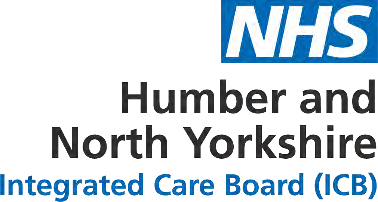 NHS
Humber and
North Yorkshire
Integrated Care Board (ICB)